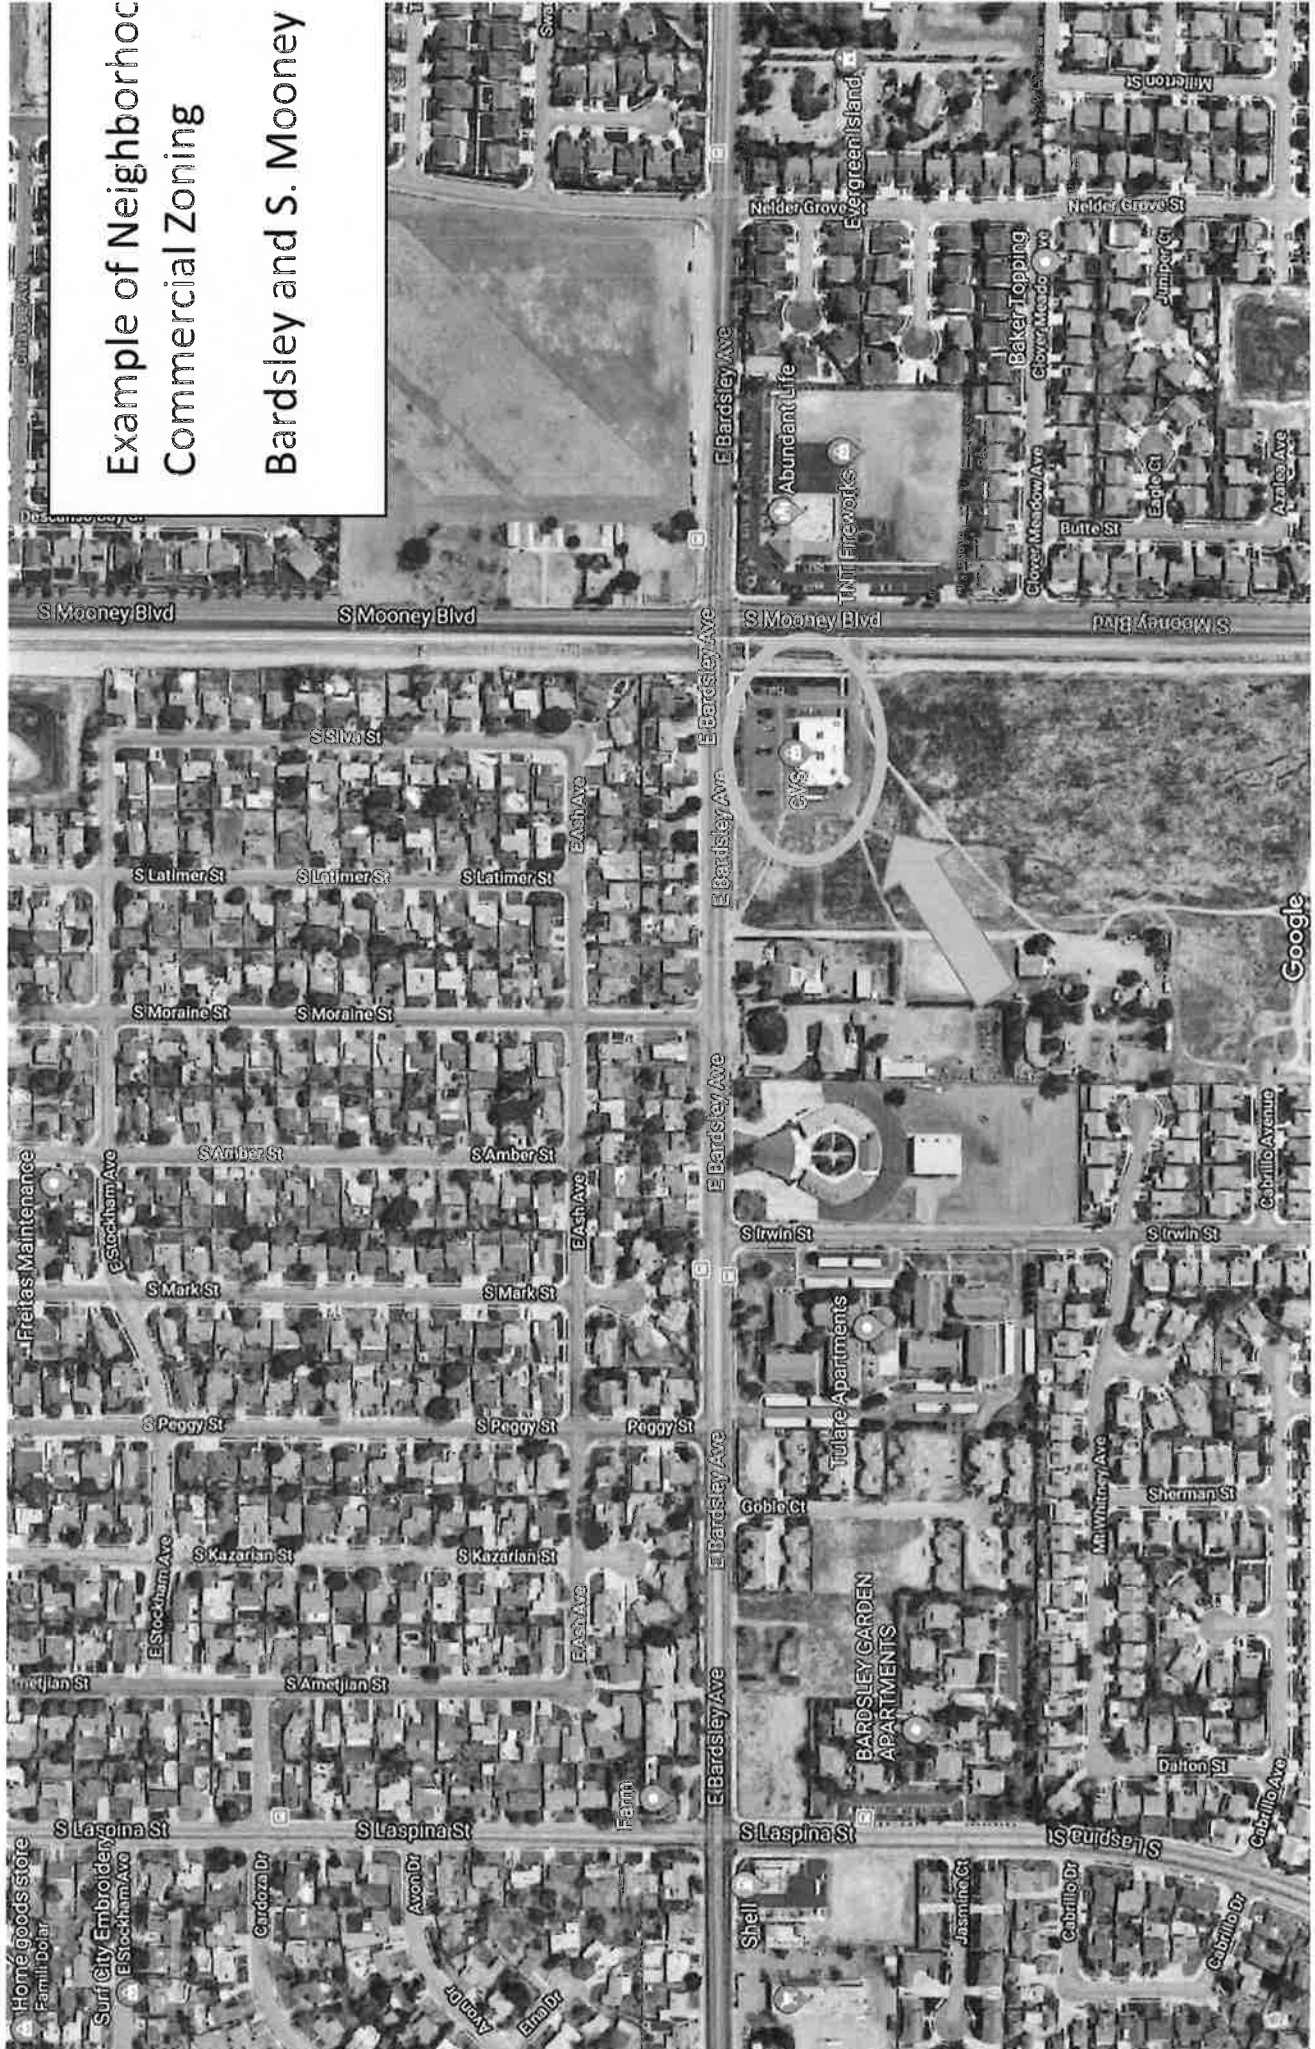 Example of Neighborhoo
Commercial Zoning
Bardsley and S. Mooney
Home goods store
Famili Dolar
Surf City Embroidery
E Stockham Ave
Cardoza Dr
Avon Dr
Avon Dr
Etna Dr
S Laspina St
S Laspina St
Farm
S Laspina St
S Laspina St
Shell
Jasmine Ct
Cabrillo Dr
Cabrillo Dr
Cabrillo Ave
metjian St
S Ametjian St
E Stockham Ave
E Ash Ave
E Bardsley Ave
BARDSLEY GARDEN
APARTMENTS
Dalton St
S Kazarian St
S Kazarian St
Goble Ct
Sherman St
Mt Whitney Ave
S Peggy St
S Peggy St
Peggy St
E Bardsley Ave
Tulare Apartments
Freitas Maintenance
E Stockham Ave
S Mark St
S Mark St
E Ash Ave
S Irwin St
S Irwin St
Cabrillo Avenue
S Amber St
S Amber St
E Bardsley Ave
S Moraine St
S Moraine St
S Latimer St
S Latimer St
S Latimer St
E Ash Ave
E Bardsley Ave
S Silva St
E Bardsley Ave
CVS
S Mooney Blvd
S Mooney Blvd
S Mooney Blvd
S Mooney Blvd
TNT Fireworks
Abundant Life
E Bardsley Ave
Clover Meadow Ave
Clover Meadow Ave
Butte St
Eagle Ct
Azalea Ave
Baker Topping
Juniper Ct
Nelder Grove St
Nelder Grove St
Evergreen Island
Millerton St
Google